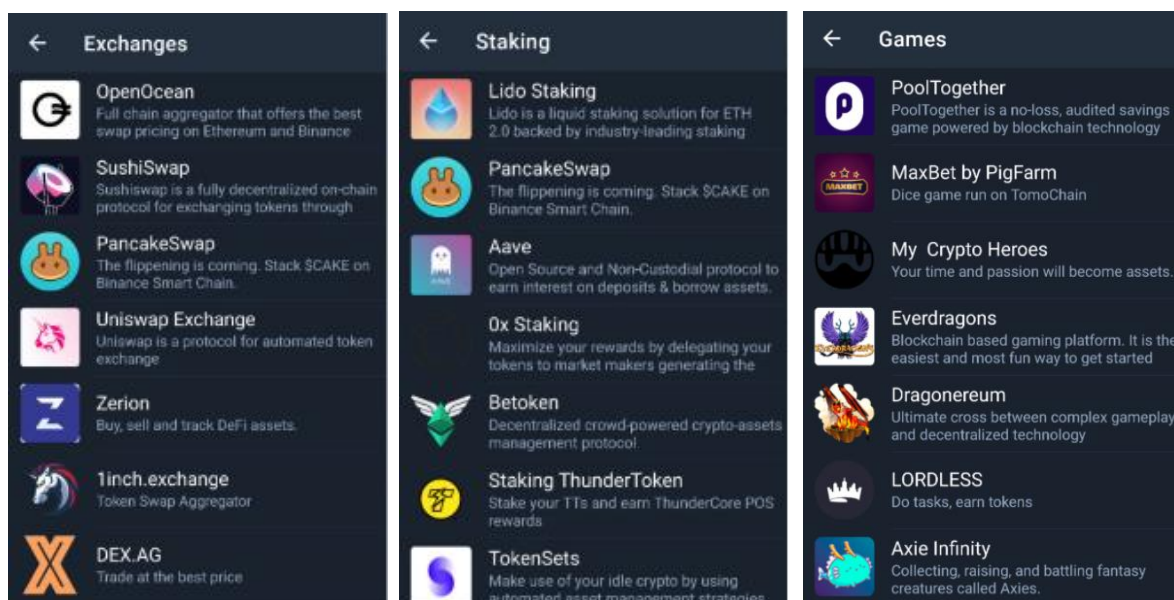 Exchanges
OpenOcean
Full chain aggregator that offers the best
swap pricing on Ethereum and Binance
SushiSwap
Sushiswap is a fully decentralized on-chain
protocol for exchanging tokens through
PancakeSwap
The flippening is coming. Stack $CAKE on
Binance Smart Chain.
Uniswap Exchange
Uniswap is a protocol for automated token
exchange
Zerion
Buy, sell and track DeFi assets.
1inch.exchange
Token Swap Aggregator
DEX.AG
Trade at the best price
Staking
Lido Staking
Lido is a liquid staking solution for ETH
2.0 backed by industry-leading staking
PancakeSwap
The flippening is coming. Stack $CAKE on
Binance Smart Chain.
Aave
Open Source and Non-Custodial protocol to
earn interest on deposits & borrow assets.
0x Staking
Maximize your rewards by delegating your
tokens to market makers generating the
Betoken
Decentralized crowd-powered crypto-assets
management protocol
Staking ThunderToken
Stake your TTs and earn ThunderCore POS
rewards
TokenSets
Make use of your idle crypto by using
automated asset management strategies
Games
PoolTogether
PoolTogether is a no-loss, audited savings
game powered by blockchain technology
MAXBET
MaxBet by PigFarm
Dice game run on TomoChain
My Crypto Heroes
Your time and passion will become assets.
Everdragons
Blockchain based gaming platform. It is the
easiest and most fun way to get started
Dragonereum
Ultimate cross between complex gameplay
and decentralized technology
LORDLESS
Do tasks, earn tokens
Axie Infinity
Collecting, raising, and battling fantasy
creatures called Axies.